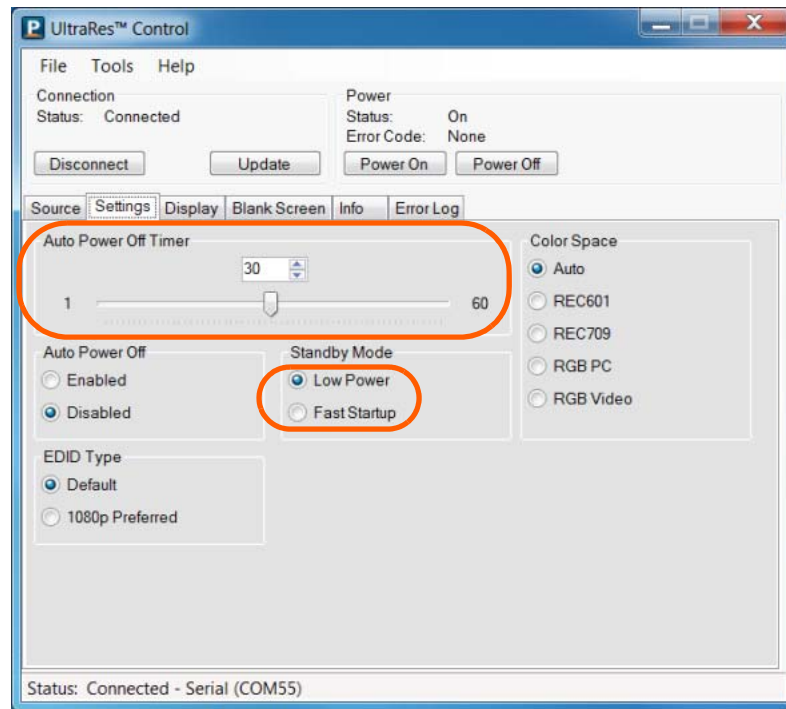 UltraRes™ Control
File Tools Help
Connection
Status: Connected
Disconnect Update
Power
Status: On
Error Code: None
Power On Power Off
Source Settings Display Blank Screen Info Error Log
Auto Power Off Timer
30
1 60
Auto Power Off
Enabled
Disabled
Standby Mode
Low Power
Fast Startup
Color Space
Auto
REC601
REC709
RGB PC
RGB Video
EDID Type
Default
1080p Preferred
Status: Connected - Serial (COM55)